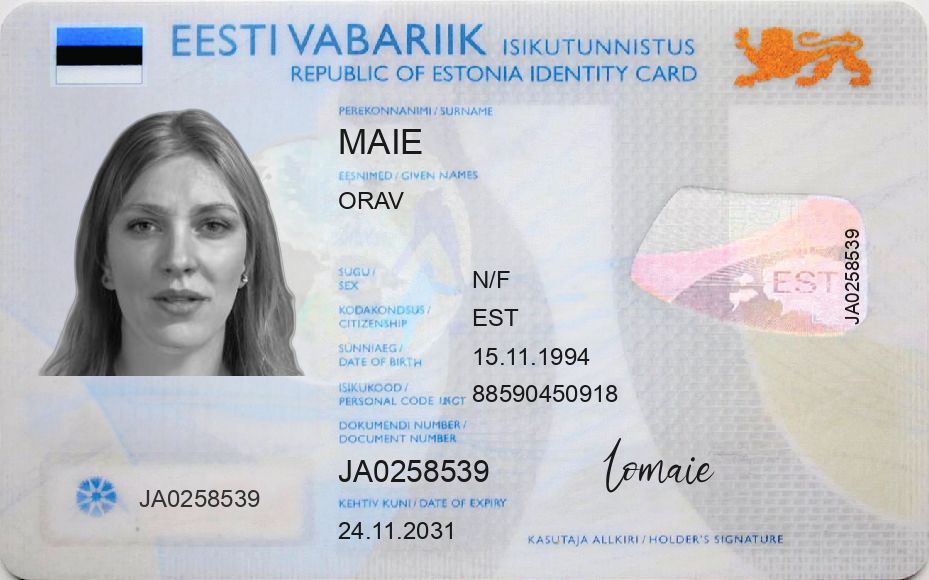 EESTI VABARIIK ISIKUTUNNISTUS
REPUBLIC OF ESTONIA IDENTITY CARD
PEREKONNANIMI / SURNAME
MAIE
EESNIMED / GIVEN NAMES
ORAV
SUGU /
SEX
N/F
KODAKONDSUS /
CITIZENSHIP
EST
SÜNNIAEG /
DATE OF BIRTH
15.11.1994
ISIKUKOOD /
PERSONAL CODE
88590450918
DOKUMENDI NUMBER /
DOCUMENT NUMBER
JA0258539
KEHTIV KUNI / DATE OF EXPIRY
24.11.2031
JA0258539
EST
JA0258539
lomaie
KASUTAJA ALLKIRI / HOLDER'S SIGNATURE